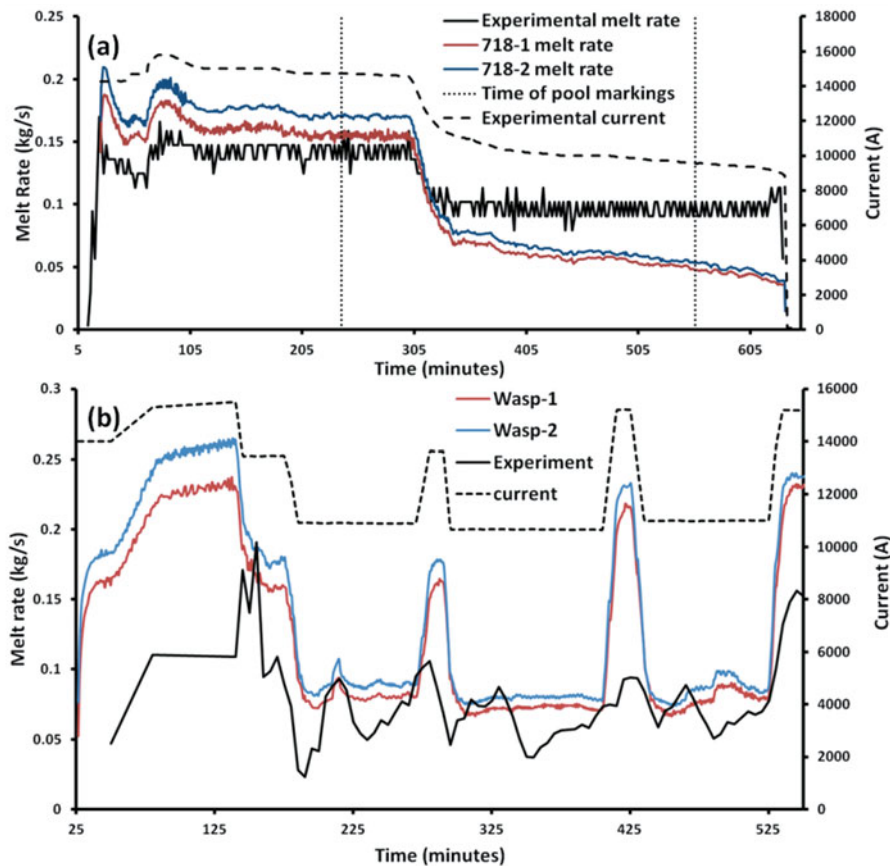 (a)
Experimental melt rate
718-1 melt rate
718-2 melt rate
Time of pool markings
Experimental current
Melt Rate (kg/s)
0.25
0.2
0.15
0.1
0.05
0
18000
16000
14000
12000
10000
8000
6000
4000
2000
0
Current (A)
5 105 205 305 405 505 605
Time (minutes)
(b)
Wasp-1
Wasp-2
Experiment
current
Melt rate (kg/s)
0.3
0.25
0.2
0.15
0.1
0.05
0
16000
14000
12000
10000
8000
6000
4000
2000
0
Current (A)
25 125 225 325 425 525
Time (minutes)